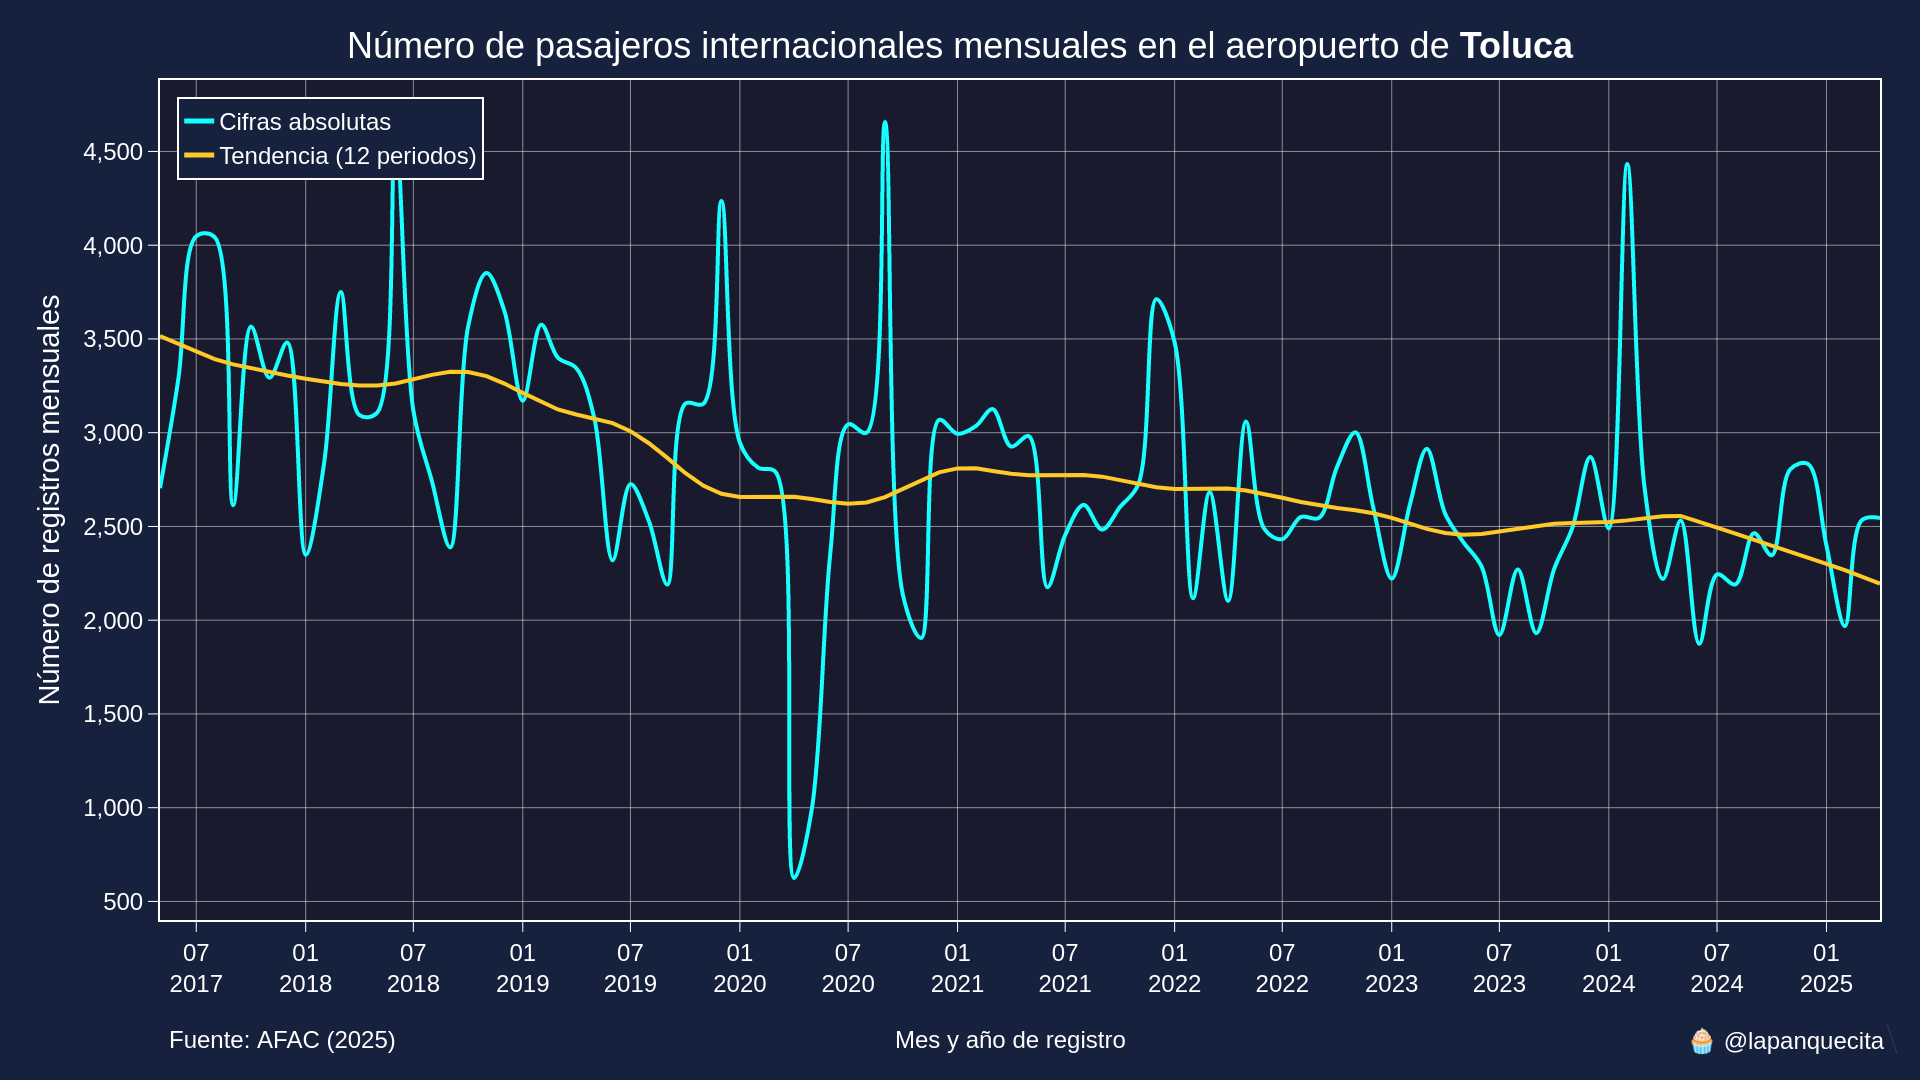 Número de pasajeros internacionales mensuales en el aeropuerto de Toluca
Cifras absolutas
Tendencia (12 periodos)
Número de registros mensuales
4,500
4,000
3,500
3,000
2,500
2,000
1,500
1,000
500
07 01 07 01 07 01 07 01 07 01 07 01 07 01 07 01
2017 2018 2018 2019 2019 2020 2020 2021 2021 2022 2022 2023 2023 2024 2024 2025
Fuente: AFAC (2025)
Mes y año de registro
🧁 @lapanquecita